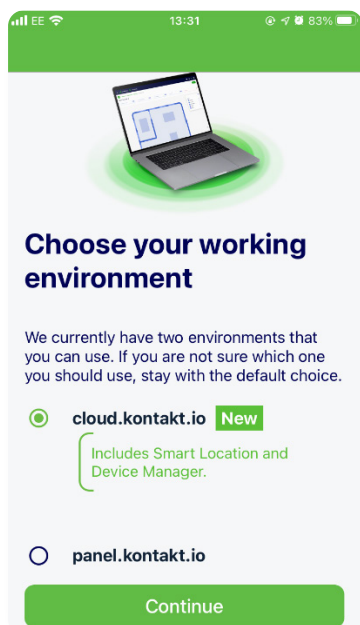 EE 13:31 83%
Choose your working
environment
We currently have two environments that
you can use. If you are not sure which one
you should use, stay with the default choice.
cloud.kontakt.io New
Includes Smart Location and
Device Manager.
panel.kontakt.io
Continue